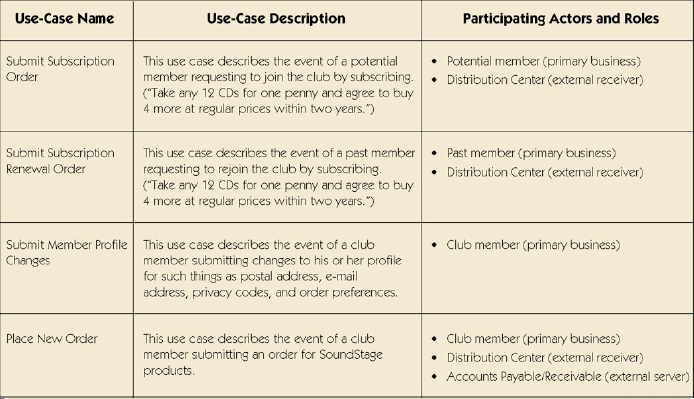 Use-Case Name
Use-Case Description
Participating Actors and Roles
Submit Subscription
Order
This use case describes the event of a potential
member requesting to join the club by subscribing.
(“Take any 12 CDs for one penny and agree to buy
4 more at regular prices within two years.”)
• Potential member (primary business)
• Distribution Center (external receiver)
Submit Subscription
Renewal Order
This use case describes the event of a past member
requesting to rejoin the club by subscribing.
(“Take any 12 CDs for one penny and agree to buy
4 more at regular prices within two years.”)
• Past member (primary business)
• Distribution Center (external receiver)
Submit Member Profile
Changes
This use case describes the event of a club
member submitting changes to his or her profile
for such things as postal address, e-mail
address, privacy codes, and order preferences.
• Club member (primary business)
Place New Order
This use case describes the event of a club
member submitting an order for SoundStage
products.
• Club member (primary business)
• Distribution Center (external receiver)
• Accounts Payable/Receivable (external server)